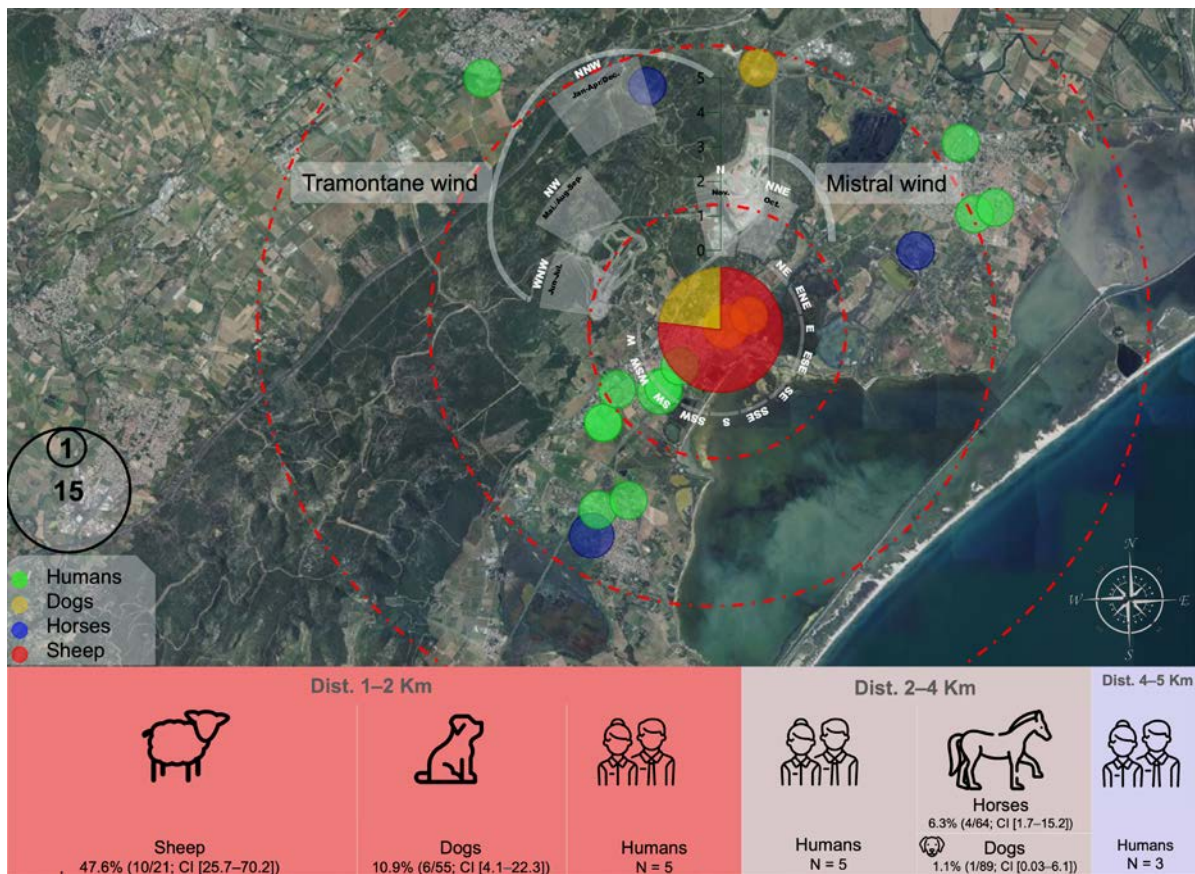 NNW
Jan-Apr/Dec.
5
4
3
2
1
0
Tramontane wind
NW
Mai./Aug-Sep.
N
Nov.
NNE
Oct.
Mistral wind
WNW
Jun-Jul.
NE
ENE
E
ESE
SE
SSE
S
SSW
SW
WSW
W
1
15
Humans
Dogs
Horses
Sheep
N
W
E
S
Dist. 1–2 Km
Dist. 2–4 Km
Dist. 4–5 Km
Sheep
47.6% (10/21; CI [25.7–70.2])
Dogs
10.9% (6/55; CI [4.1–22.3])
Humans
N = 5
Humans
N = 5
Horses
6.3% (4/64; CI [1.7–15.2])
Dogs
1.1% (1/89; CI [0.03–6.1])
Humans
N = 3